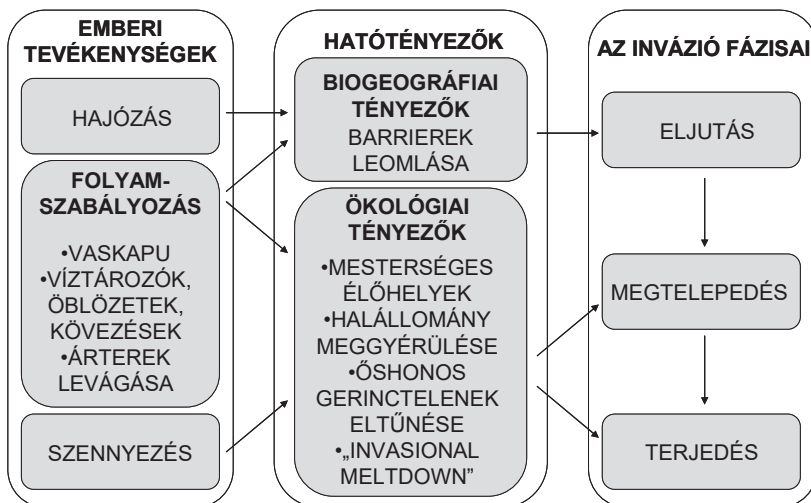 EMBERI
TEVÉKENYSÉGEK
HAJÓZÁS
FOLYAM-
SZABÁLYOZÁS
•VASKAPU
•VÍZTÁROZÓK,
ÖBLÖZETEK,
KÖVEZÉSEK
•ÁRTEREK
LEVÁGÁSA
SZENNYEZÉS
HATÓTÉNYEZŐK
BIOGEOGRÁFIAI
TÉNYEZŐK
BARRIEREK
LEOMLÁSA
ÖKOLÓGIAI
TÉNYEZŐK
•MESTERSÉGES
ÉLŐHELYEK
•HALÁLLOMÁNY
MEGGYÉRÜLÉSE
•ŐSHONOS
GERINCTELENEK
ELTŰNÉSE
•„INVASIONAL
MELTDOWN”
AZ INVÁZIÓ FÁZISAI
ELJUTÁS
MEGTELEPEDÉS
TERJEDÉS